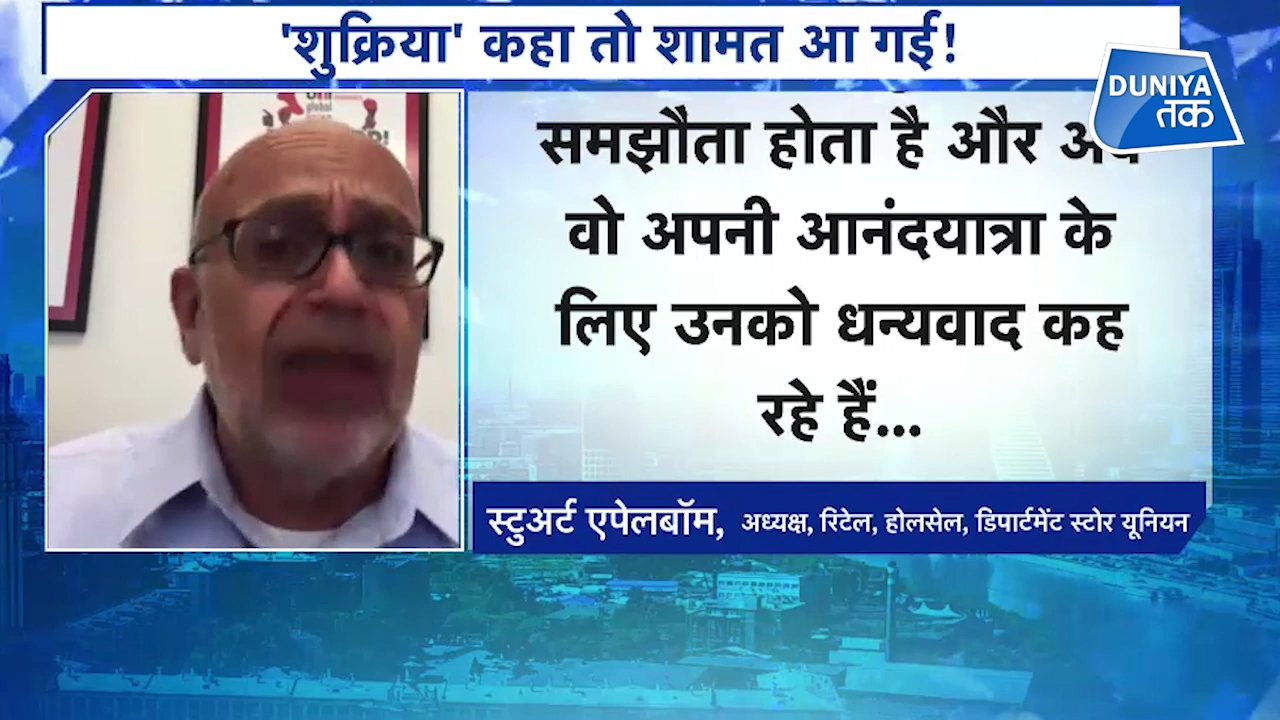 'शुक्रिया' कहा तो शामत आ गई!
DUNIYA
तक
global
समझौता होता है और
वो अपनी आनंदयात्रा के
लिए उनको धन्यवाद कह
रहे हैं...
स्टुअर्ट एपेलबॉम, अध्यक्ष, रिटेल, होलसेल, डिपार्टमेंट स्टोर यूनियन